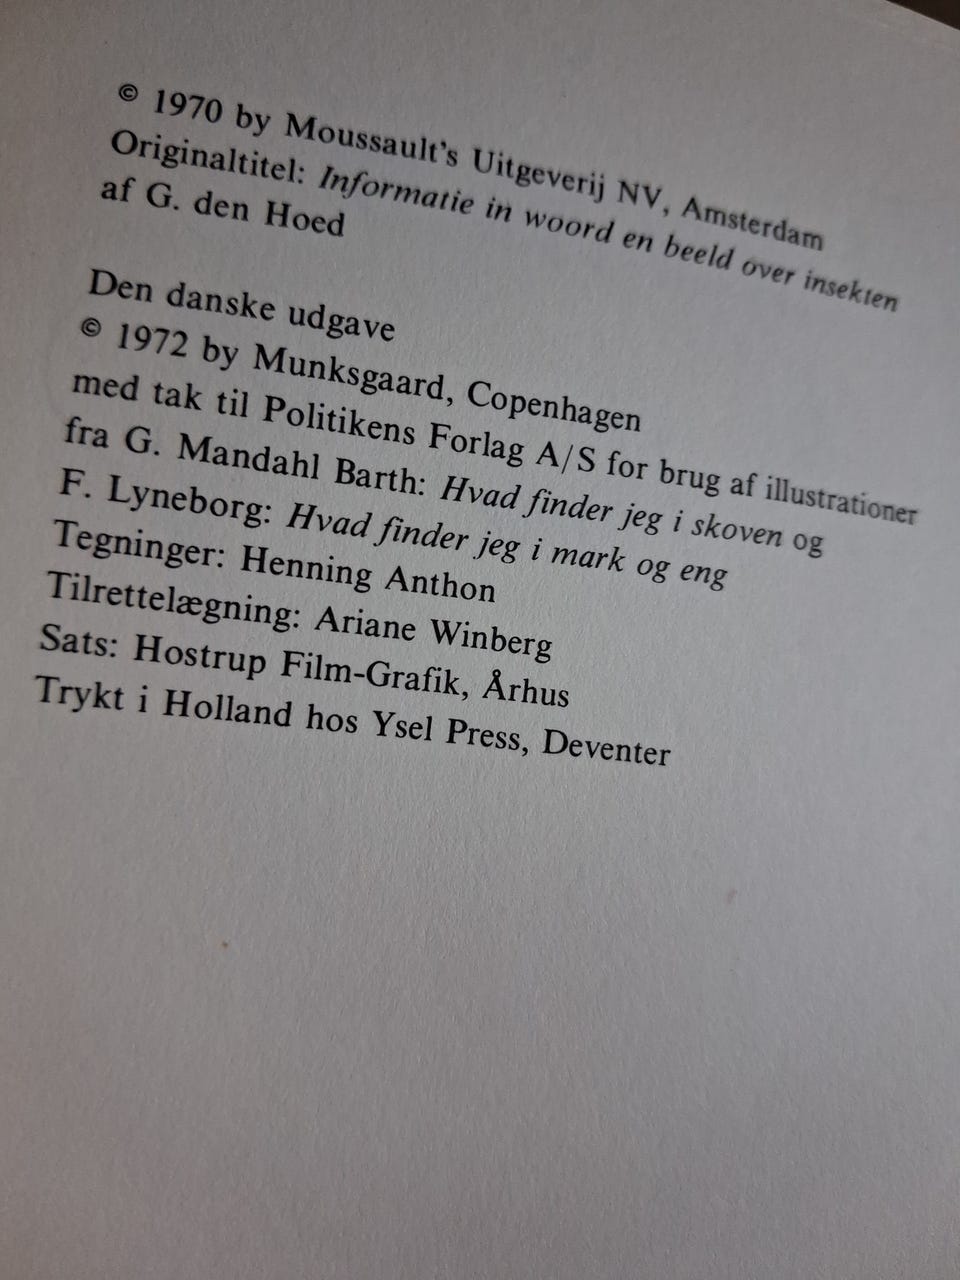 © 1970 by Moussault's Uitgeverij NV, Amsterdam
Originaltitel: Informatie in woord en beeld over insekten
af G. den Hoed
Den danske udgave
© 1972 by Munksgaard, Copenhagen
med tak til Politikens Forlag A/S for brug af illustrationer
fra G. Mandahl Barth: Hvad finder jeg i skoven og
F. Lyneborg: Hvad finder jeg i mark og eng
Tegninger: Henning Anthon
Tilrettelægning: Ariane Winberg
Sats: Hostrup Film-Grafik, Århus
Trykt i Holland hos Ysel Press, Deventer